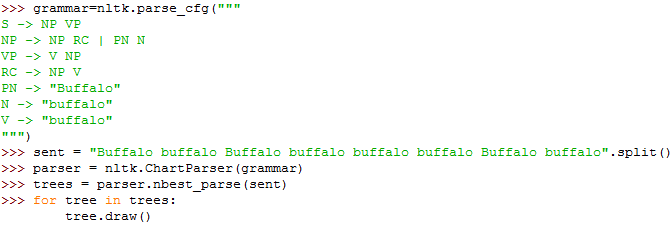 >>> grammar=nltk.parse_cfg("""
S -> NP VP
NP -> NP RC | PN N
VP -> V NP
RC -> NP V
PN -> "Buffalo"
N -> "buffalo"
V -> "buffalo"
""")
>>> sent = "Buffalo buffalo Buffalo buffalo buffalo buffalo Buffalo buffalo".split()
>>> parser = nltk.ChartParser(grammar)
>>> trees = parser.nbest_parse(sent)
>>> for tree in trees:
        tree.draw()